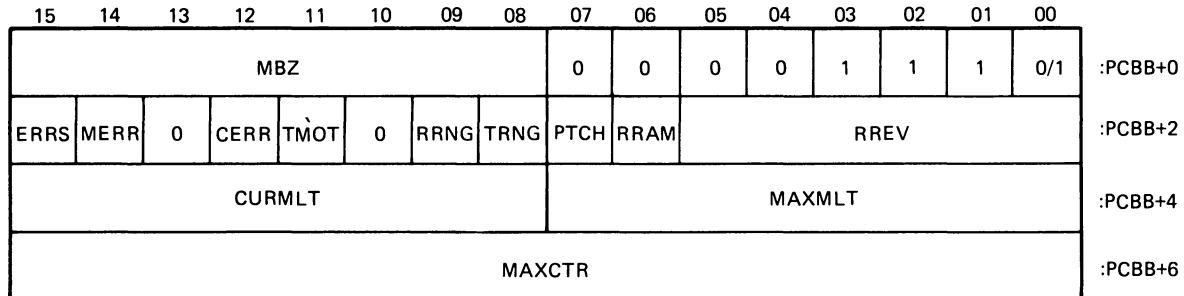 15 14 13 12 11 10 09 08 07 06 05 04 03 02 01 00
MBZ 0 0 0 0 1 1 1 0/1 :PCBB+0
ERRS MERR 0 CERR TMOT 0 RRNG TRNG PTCH RRAM RREV :PCBB+2
CURMLT MAXMLT :PCBB+4
MAXCTR :PCBB+6